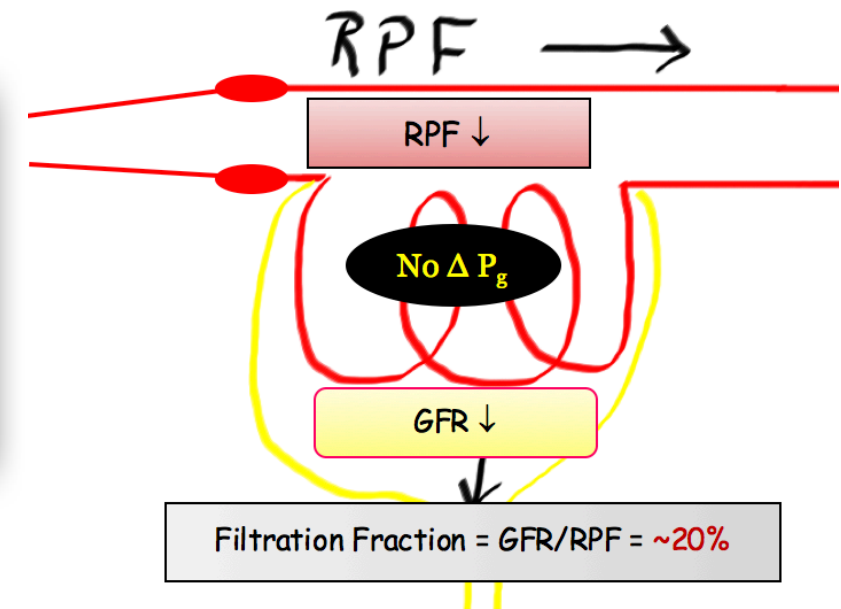 RPF →
RPF ↓
No Δ Pg
GFR ↓
Filtration Fraction = GFR/RPF = ~20%